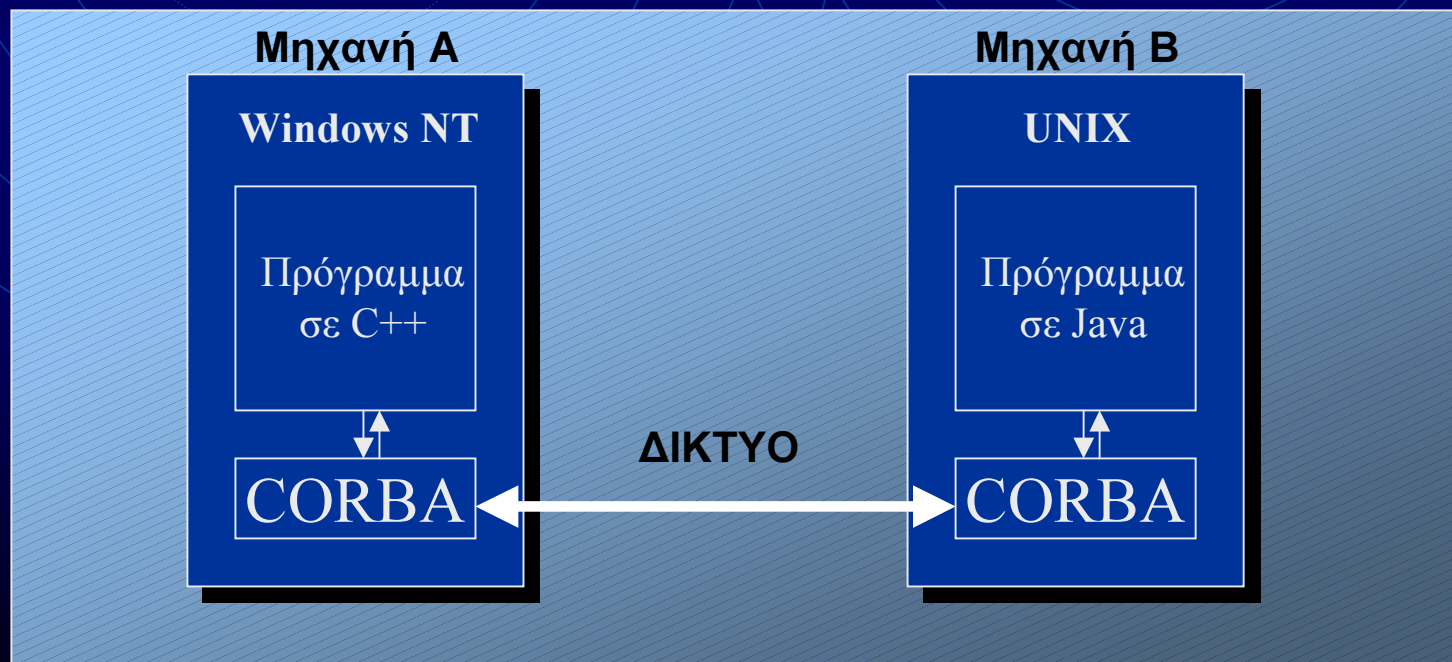 Μηχανή Α
Windows NT
Πρόγραμμα
σε C++
CORBA
ΔΙΚΤΥΟ
Μηχανή Β
UNIX
Πρόγραμμα
σε Java
CORBA